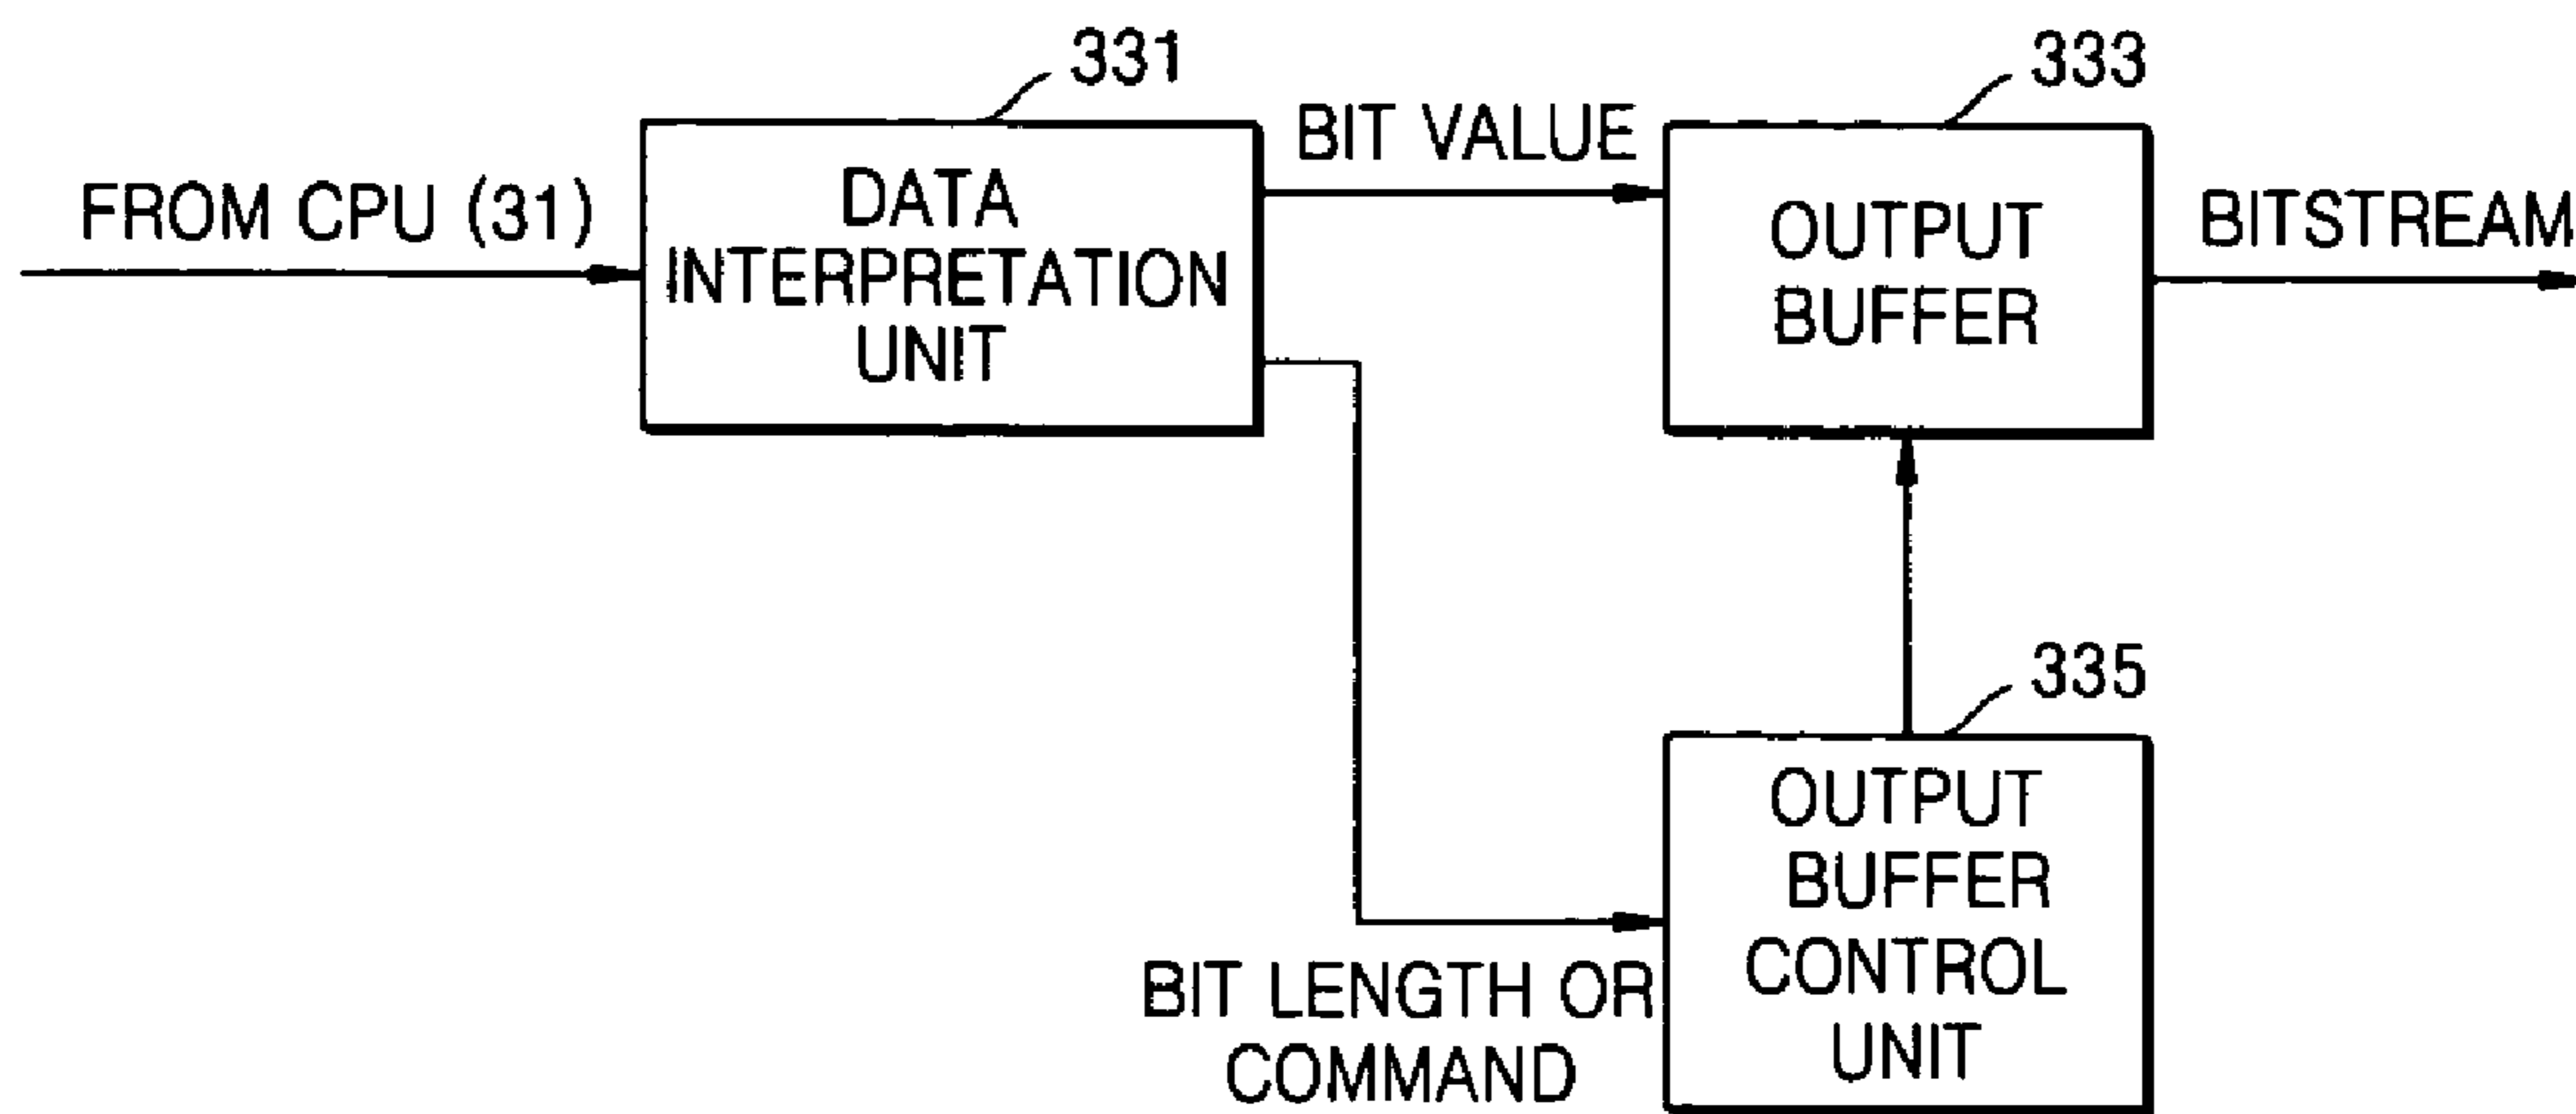 331
333
FROM CPU (31)
DATA
INTERPRETATION
UNIT
BIT VALUE
OUTPUT
BUFFER
BITSTREAM
335
BIT LENGTH OR
COMMAND
OUTPUT
BUFFER
CONTROL
UNIT